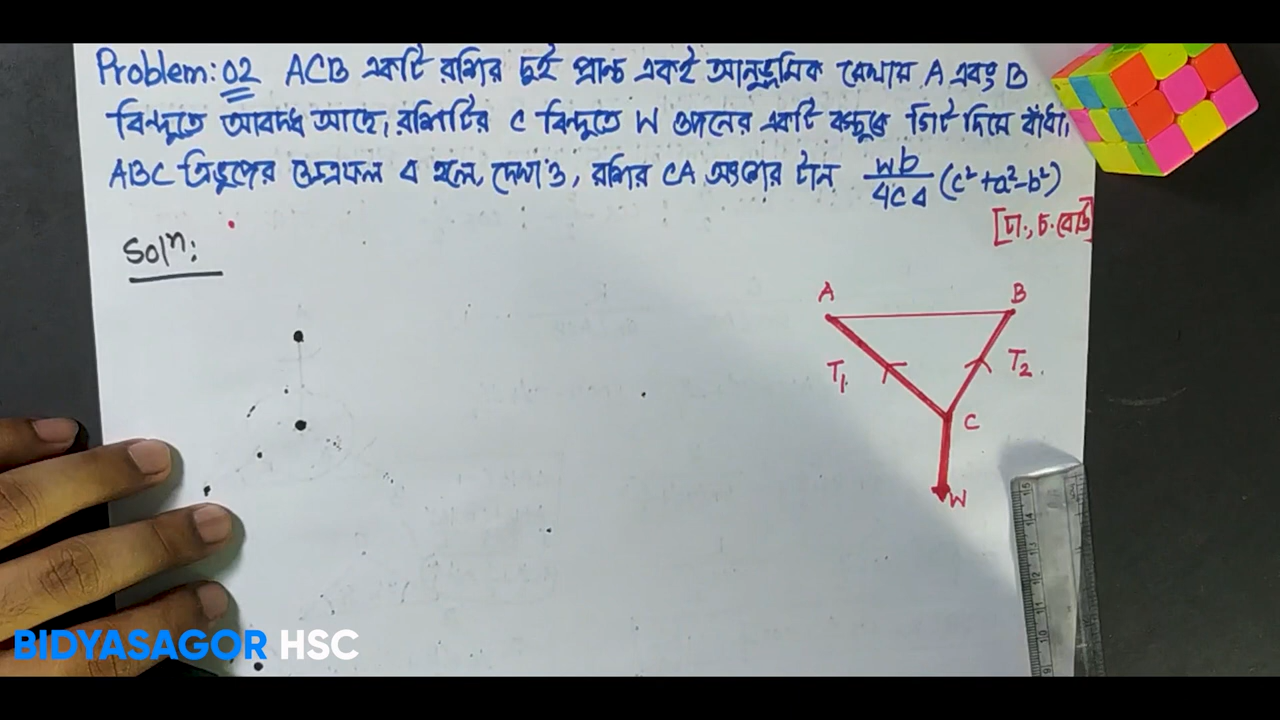 Problem: 02 ACB একটি রশির দুই প্রান্ত একই আনুভূমিক রেখায় A এবং B
বিন্দুতে আবদ্ধ আছে, রশিটির C বিন্দুতে W ওজনের একটি বস্তুকে গিট দিয়ে বাঁধা,
ABC ত্রিভুজের ক্ষেত্রফল Δ হলে, দেখাও, রশির CA অংশের টান Wb/4cΔ (c²+a²-b²)
[ঢা., চ. বোর্ড]
Solⁿ:
A
B
T₁
T₂
C
W
BIDYASAGOR HSC